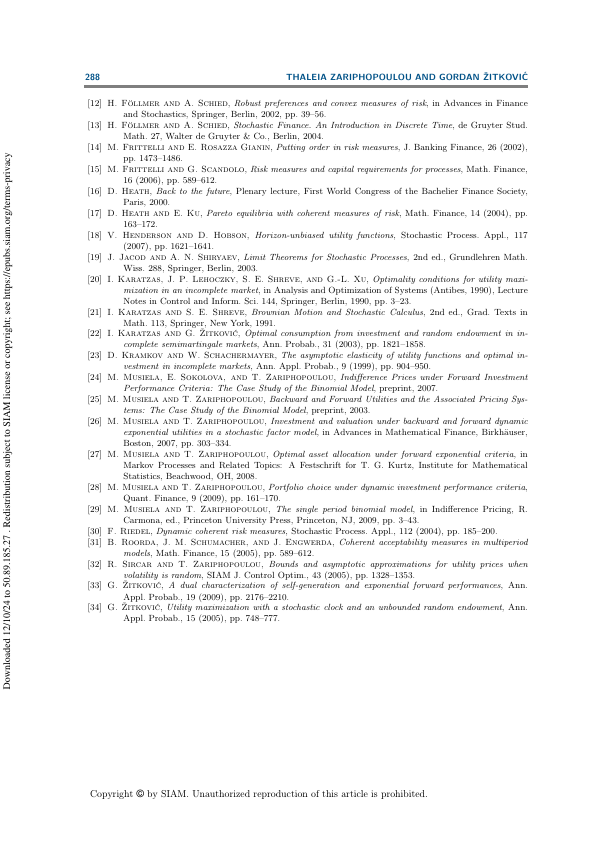 288 THALEIA ZARIPHOPOULOU AND GORDAN ŽITKOVIĆ
[12] H. Föllmer and A. Schied, Robust preferences and convex measures of risk, in Advances in Finance
and Stochastics, Springer, Berlin, 2002, pp. 39–56.
[13] H. Föllmer and A. Schied, Stochastic Finance. An Introduction in Discrete Time, de Gruyter Stud.
Math. 27, Walter de Gruyter & Co., Berlin, 2004.
[14] M. Frittelli and E. Rosazza Gianin, Putting order in risk measures, J. Banking Finance, 26 (2002),
pp. 1473–1486.
[15] M. Frittelli and G. Scandolo, Risk measures and capital requirements for processes, Math. Finance,
16 (2006), pp. 589–612.
[16] D. Heath, Back to the future, Plenary lecture, First World Congress of the Bachelier Finance Society,
Paris, 2000.
[17] D. Heath and E. Ku, Pareto equilibria with coherent measures of risk, Math. Finance, 14 (2004), pp.
163–172.
[18] V. Henderson and D. Hobson, Horizon-unbiased utility functions, Stochastic Process. Appl., 117
(2007), pp. 1621–1641.
[19] J. Jacod and A. N. Shiryaev, Limit Theorems for Stochastic Processes, 2nd ed., Grundlehren Math.
Wiss. 288, Springer, Berlin, 2003.
[20] I. Karatzas, J. P. Lehoczky, S. E. Shreve, and G.-L. Xu, Optimality conditions for utility maxi-
mization in an incomplete market, in Analysis and Optimization of Systems (Antibes, 1990), Lecture
Notes in Control and Inform. Sci. 144, Springer, Berlin, 1990, pp. 3–23.
[21] I. Karatzas and S. E. Shreve, Brownian Motion and Stochastic Calculus, 2nd ed., Grad. Texts in
Math. 113, Springer, New York, 1991.
[22] I. Karatzas and G. Žitković, Optimal consumption from investment and random endowment in in-
complete semimartingale markets, Ann. Probab., 31 (2003), pp. 1821–1858.
[23] D. Kramkov and W. Schachermayer, The asymptotic elasticity of utility functions and optimal in-
vestment in incomplete markets, Ann. Appl. Probab., 9 (1999), pp. 904–950.
[24] M. Musiela, E. Sokolova, and T. Zariphopoulou, Indifference Prices under Forward Investment
Performance Criteria: The Case Study of the Binomial Model, preprint, 2007.
[25] M. Musiela and T. Zariphopoulou, Backward and Forward Utilities and the Associated Pricing Sys-
tems: The Case Study of the Binomial Model, preprint, 2003.
[26] M. Musiela and T. Zariphopoulou, Investment and valuation under backward and forward dynamic
exponential utilities in a stochastic factor model, in Advances in Mathematical Finance, Birkhäuser,
Boston, 2007, pp. 303–334.
[27] M. Musiela and T. Zariphopoulou, Optimal asset allocation under forward exponential criteria, in
Markov Processes and Related Topics: A Festschrift for T. G. Kurtz, Institute for Mathematical
Statistics, Beachwood, OH, 2008.
[28] M. Musiela and T. Zariphopoulou, Portfolio choice under dynamic investment performance criteria,
Quant. Finance, 9 (2009), pp. 161–170.
[29] M. Musiela and T. Zariphopoulou, The single period binomial model, in Indifference Pricing, R.
Carmona, ed., Princeton University Press, Princeton, NJ, 2009, pp. 3–43.
[30] F. Riedel, Dynamic coherent risk measures, Stochastic Process. Appl., 112 (2004), pp. 185–200.
[31] B. Roorda, J. M. Schumacher, and J. Engwerda, Coherent acceptability measures in multiperiod
models, Math. Finance, 15 (2005), pp. 589–612.
[32] R. Sircar and T. Zariphopoulou, Bounds and asymptotic approximations for utility prices when
volatility is random, SIAM J. Control Optim., 43 (2005), pp. 1328–1353.
[33] G. Žitković, A dual characterization of self-generation and exponential forward performances, Ann.
Appl. Probab., 19 (2009), pp. 2176–2210.
[34] G. Žitković, Utility maximization with a stochastic clock and an unbounded random endowment, Ann.
Appl. Probab., 15 (2005), pp. 748–777.
Copyright © by SIAM. Unauthorized reproduction of this article is prohibited.
Downloaded 12/10/24 to 50.89.185.27 . Redistribution subject to SIAM license or copyright; see https://epubs.siam.org/terms-privacy